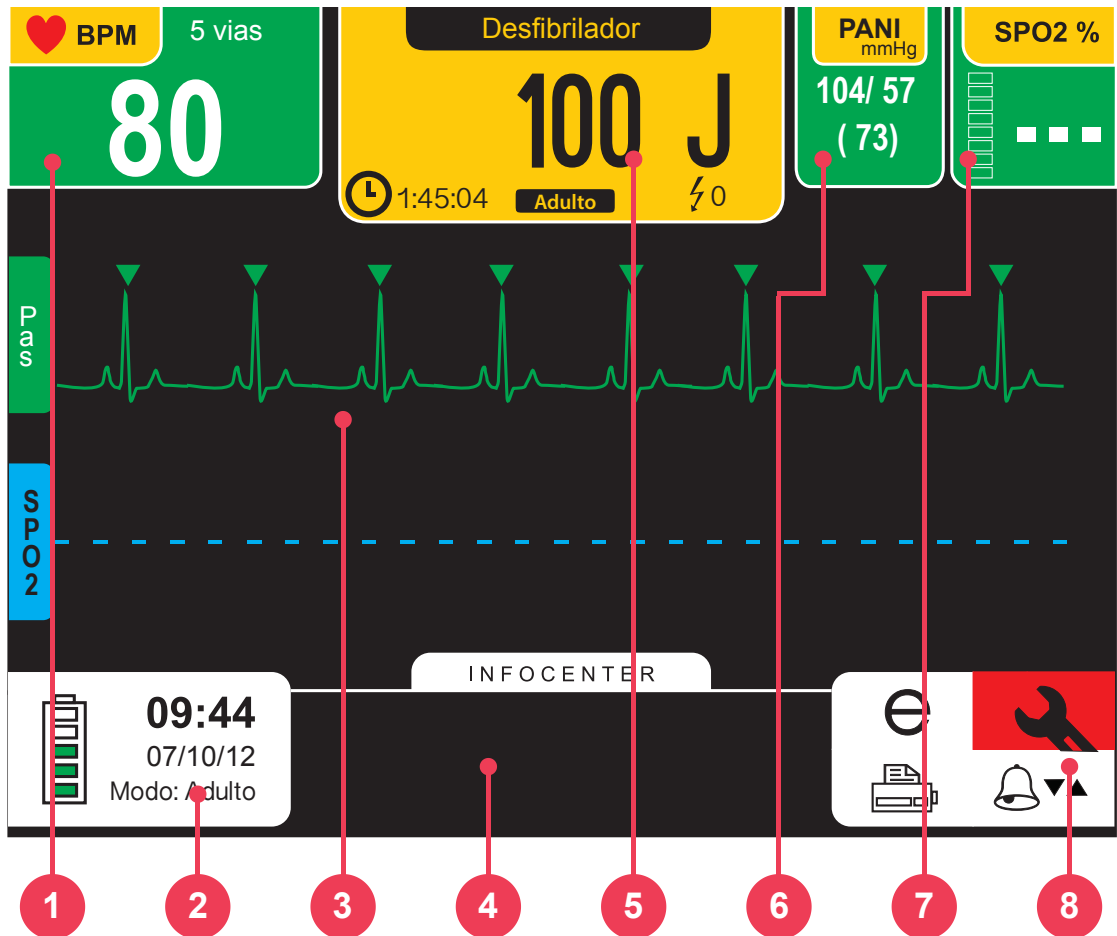 BPM
5 vias
80
Desfibrilador
100 J
1:45:04
Adulto
0
PANI
mmHg
104/ 57
( 73)
SPO2 %
---
Pas
SPO2
INFOCENTER
09:44
07/10/12
Modo: Adulto
e
1 2 3 4 5 6 7 8